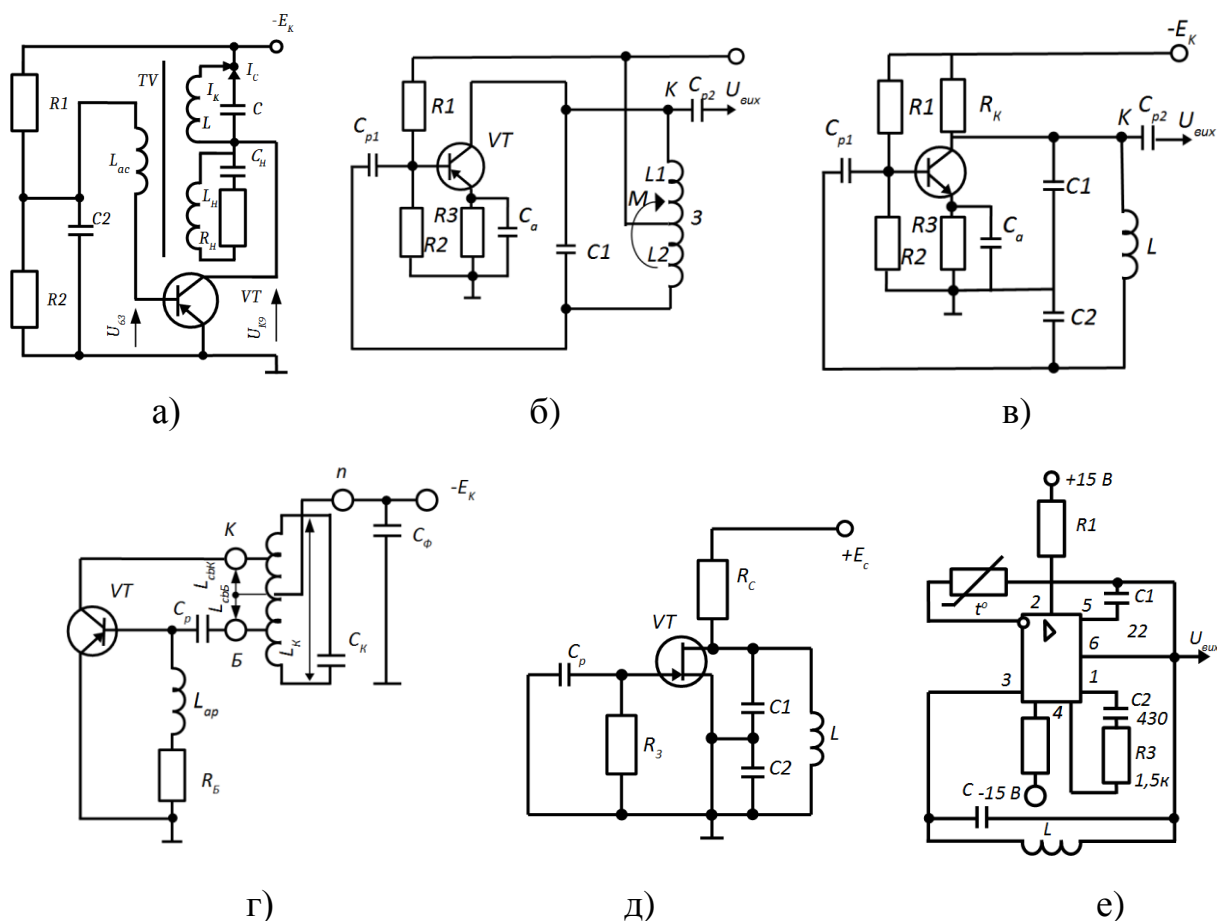 -Eк
R1
TV
Iс
Iк
C
L
Lас
Cн
Lн
Rн
C2
R2
VT
Uбз
Uкэ
а)
R1
VT
K
Cр2
Uвих
Cр1
L1
M
3
L2
R3
R2
Cа
C1
б)
-Eк
R1
Rк
K
Cр2
Uвих
Cр1
C1
R3
R2
Cа
L
C2
в)
п
-Eк
К
Cф
VT
LсвК
LсвБ
Cр
Б
Lк
Cк
Lдр
RБ
г)
+Eс
Rс
VT
Cр
C1
L
Rз
C2
д)
+15 В
R1
t°
2
5
C1
22
6
Uвих
3
1
C2
430
4
R3
1,5к
C
-15 В
L
е)